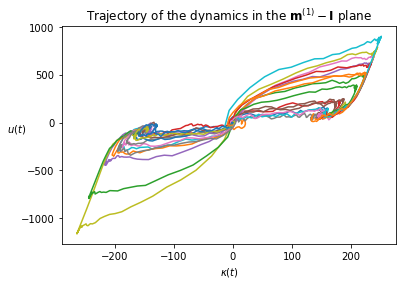 Trajectory of the dynamics in the m⁽¹⁾ − I plane
1000
500
0
−500
−1000
u(t)
−200 −100 0 100 200
κ(t)